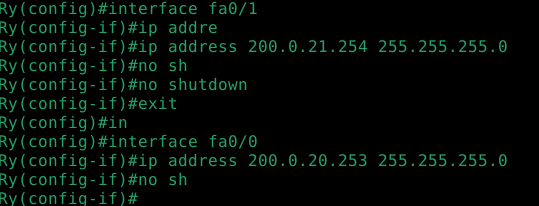 Ry(config)#interface fa0/1
Ry(config-if)#ip addre
Ry(config-if)#ip address 200.0.21.254 255.255.255.0
Ry(config-if)#no sh
Ry(config-if)#no shutdown
Ry(config-if)#exit
Ry(config)#in
Ry(config)#interface fa0/0
Ry(config-if)#ip address 200.0.20.253 255.255.255.0
Ry(config-if)#no sh
Ry(config-if)#